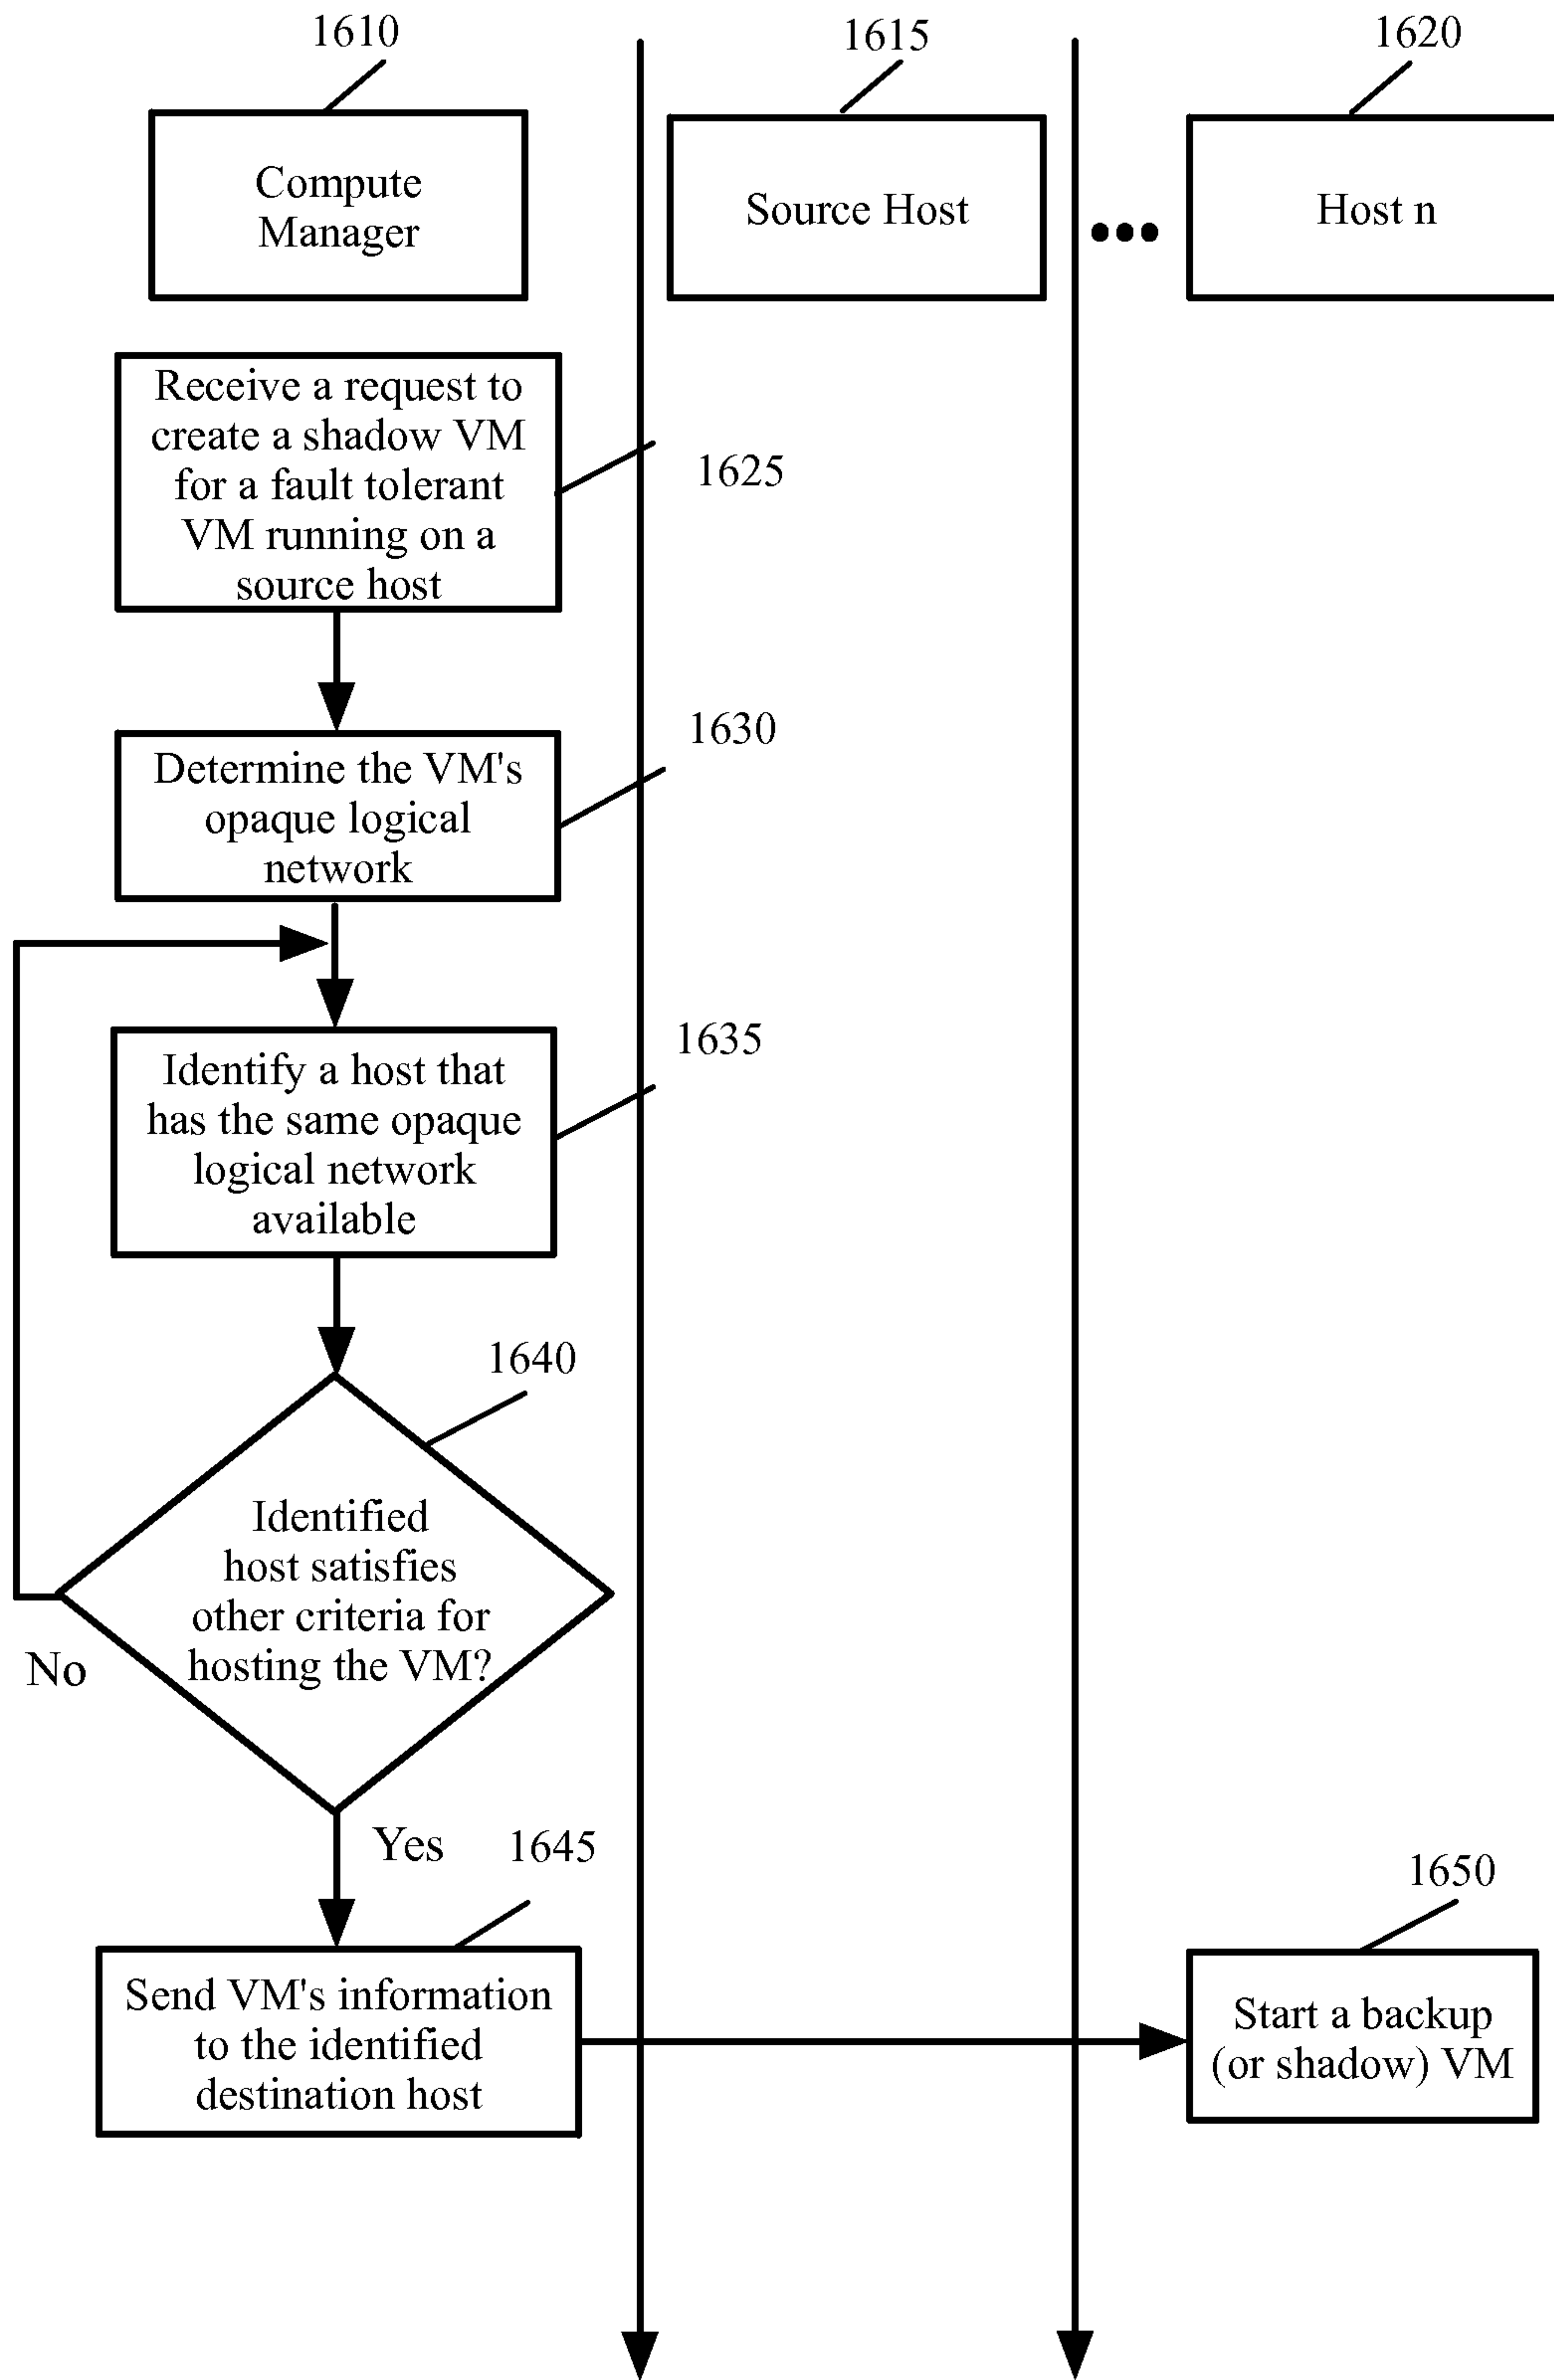 1610
1615
1620
Compute
Manager
Source Host
Host n
Receive a request to
create a shadow VM
for a fault tolerant
VM running on a
source host
1625
1630
Determine the VM's
opaque logical
network
1635
Identify a host that
has the same opaque
logical network
available
1640
Identified
host satisfies
other criteria for
hosting the VM?
No
Yes
1645
1650
Send VM's information
to the identified
destination host
Start a backup
(or shadow) VM